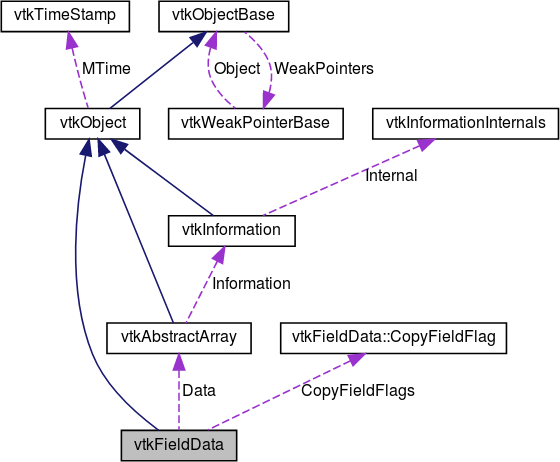 vtkTimeStamp
vtkObjectBase
MTime
Object
WeakPointers
vtkObject
vtkWeakPointerBase
vtkInformationInternals
Internal
vtkInformation
Information
vtkAbstractArray
vtkFieldData::CopyFieldFlag
Data
CopyFieldFlags
vtkFieldData